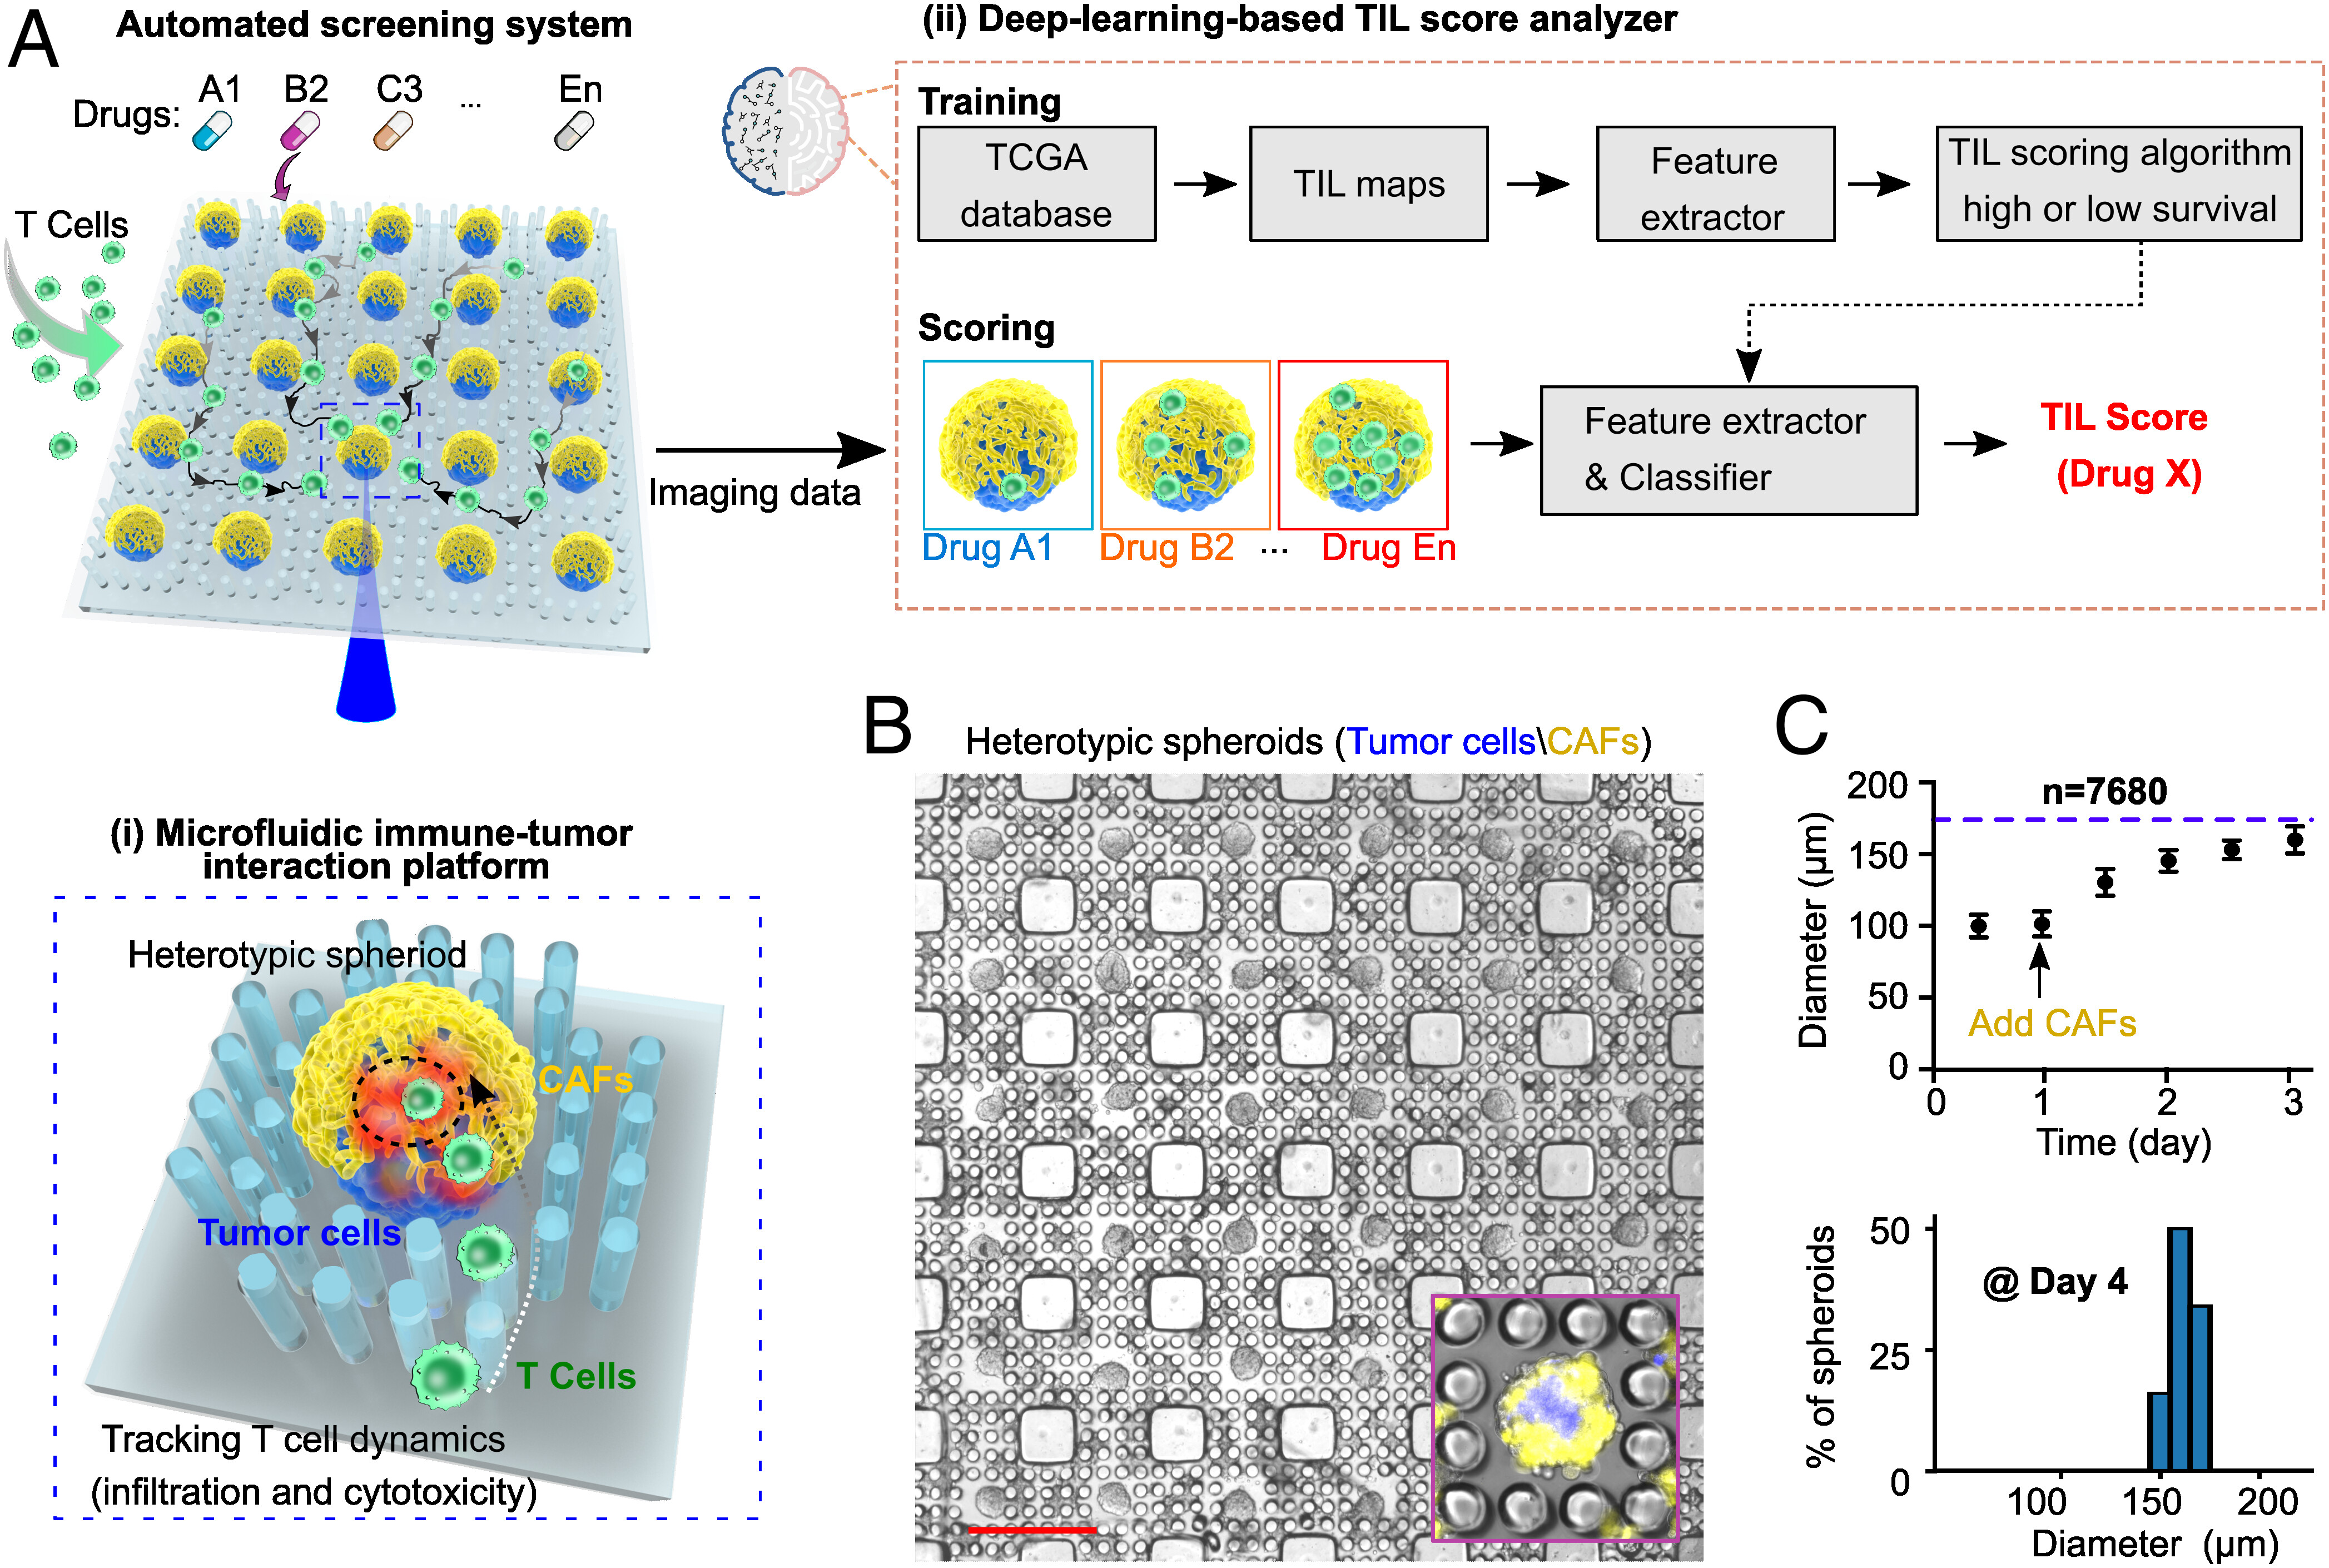 A
Automated screening system
Drugs:
A1
B2
C3
...
En
T Cells
Imaging data
(ii) Deep-learning-based TIL score analyzer
Training
TCGA
database
TIL maps
Feature
extractor
TIL scoring algorithm
high or low survival
Scoring
Drug A1
Drug B2
...
Drug En
Feature extractor
& Classifier
TIL Score
(Drug X)
(i) Microfluidic immune-tumor
interaction platform
Heterotypic spheriod
CAFs
Tumor cells
T Cells
Tracking T cell dynamics
(infiltration and cytotoxicity)
B
Heterotypic spheroids (Tumor cells\CAFs)
C
n=7680
200
150
100
50
0
Diameter (μm)
Add CAFs
0
1
2
3
Time (day)
50
25
0
% of spheroids
@ Day 4
100
150
200
Diameter (μm)